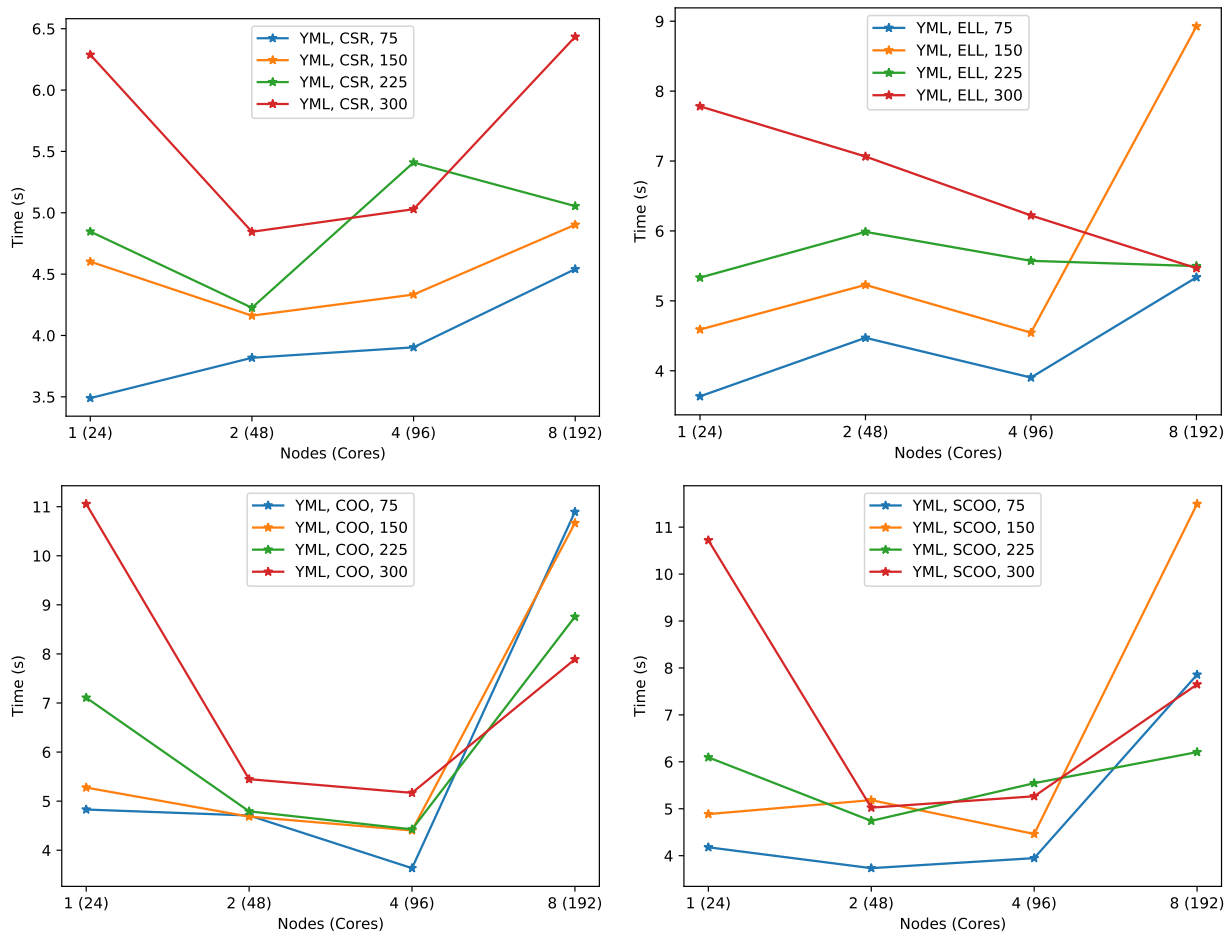 6.5
6.0
5.5
5.0
4.5
4.0
3.5
Time (s)
YML, CSR, 75
YML, CSR, 150
YML, CSR, 225
YML, CSR, 300
1 (24)
2 (48)
4 (96)
8 (192)
Nodes (Cores)
9
8
7
6
5
4
Time (s)
YML, ELL, 75
YML, ELL, 150
YML, ELL, 225
YML, ELL, 300
1 (24)
2 (48)
4 (96)
8 (192)
Nodes (Cores)
11
10
9
8
7
6
5
4
Time (s)
YML, COO, 75
YML, COO, 150
YML, COO, 225
YML, COO, 300
1 (24)
2 (48)
4 (96)
8 (192)
Nodes (Cores)
11
10
9
8
7
6
5
4
Time (s)
YML, SCOO, 75
YML, SCOO, 150
YML, SCOO, 225
YML, SCOO, 300
1 (24)
2 (48)
4 (96)
8 (192)
Nodes (Cores)